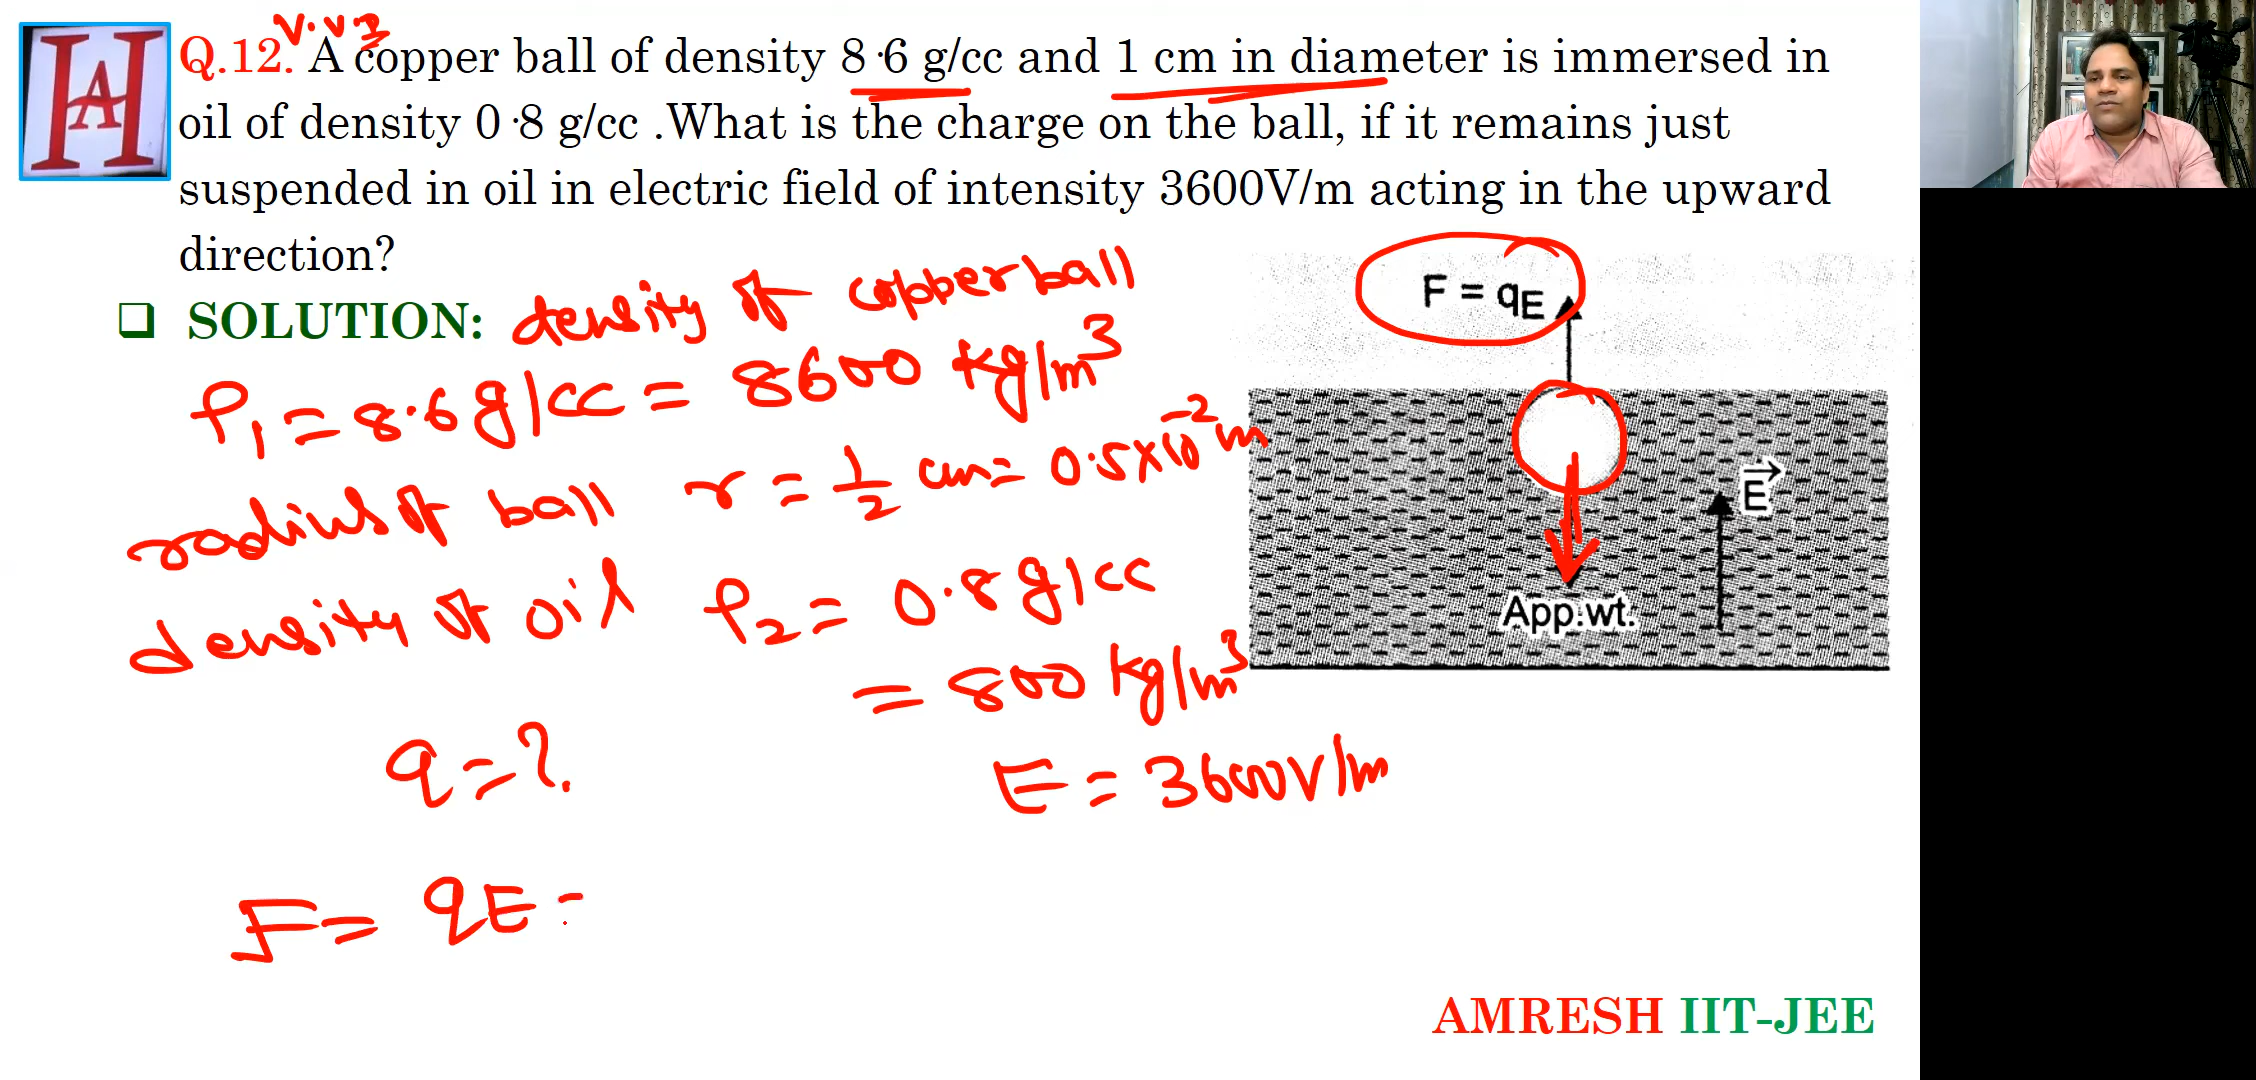 V.V.I
Q.12. A copper ball of density 8·6 g/cc and 1 cm in diameter is immersed in
oil of density 0·8 g/cc .What is the charge on the ball, if it remains just
suspended in oil in electric field of intensity 3600V/m acting in the upward
direction?
❑ SOLUTION: density of copper ball
ρ₁ = 8.6 g/cc = 8600 kg/m³
radius of ball r = 1/2 cm = 0.5×10⁻² m
density of oil ρ₂ = 0.8 g/cc
= 800 kg/m³
q = ?
E = 3600 V/m
F = qE =
F = qE
E⃗
App.wt.
HA
AMRESH IIT-JEE